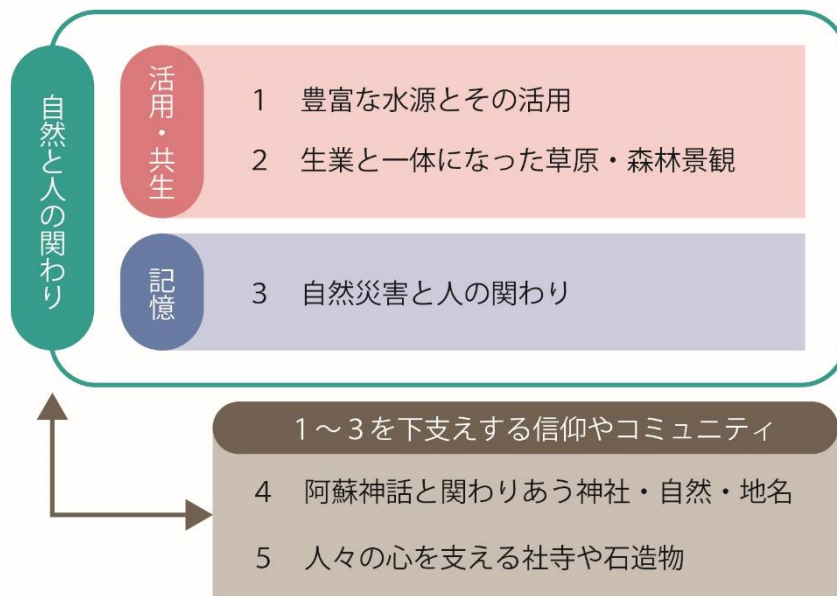 自然と人の関わり
活用・共生
1 豊富な水源とその活用
2 生業と一体になった草原・森林景観
記憶
3 自然災害と人の関わり
1～3を下支えする信仰やコミュニティ
4 阿蘇神話と関わりあう神社・自然・地名
5 人々の心を支える社寺や石造物